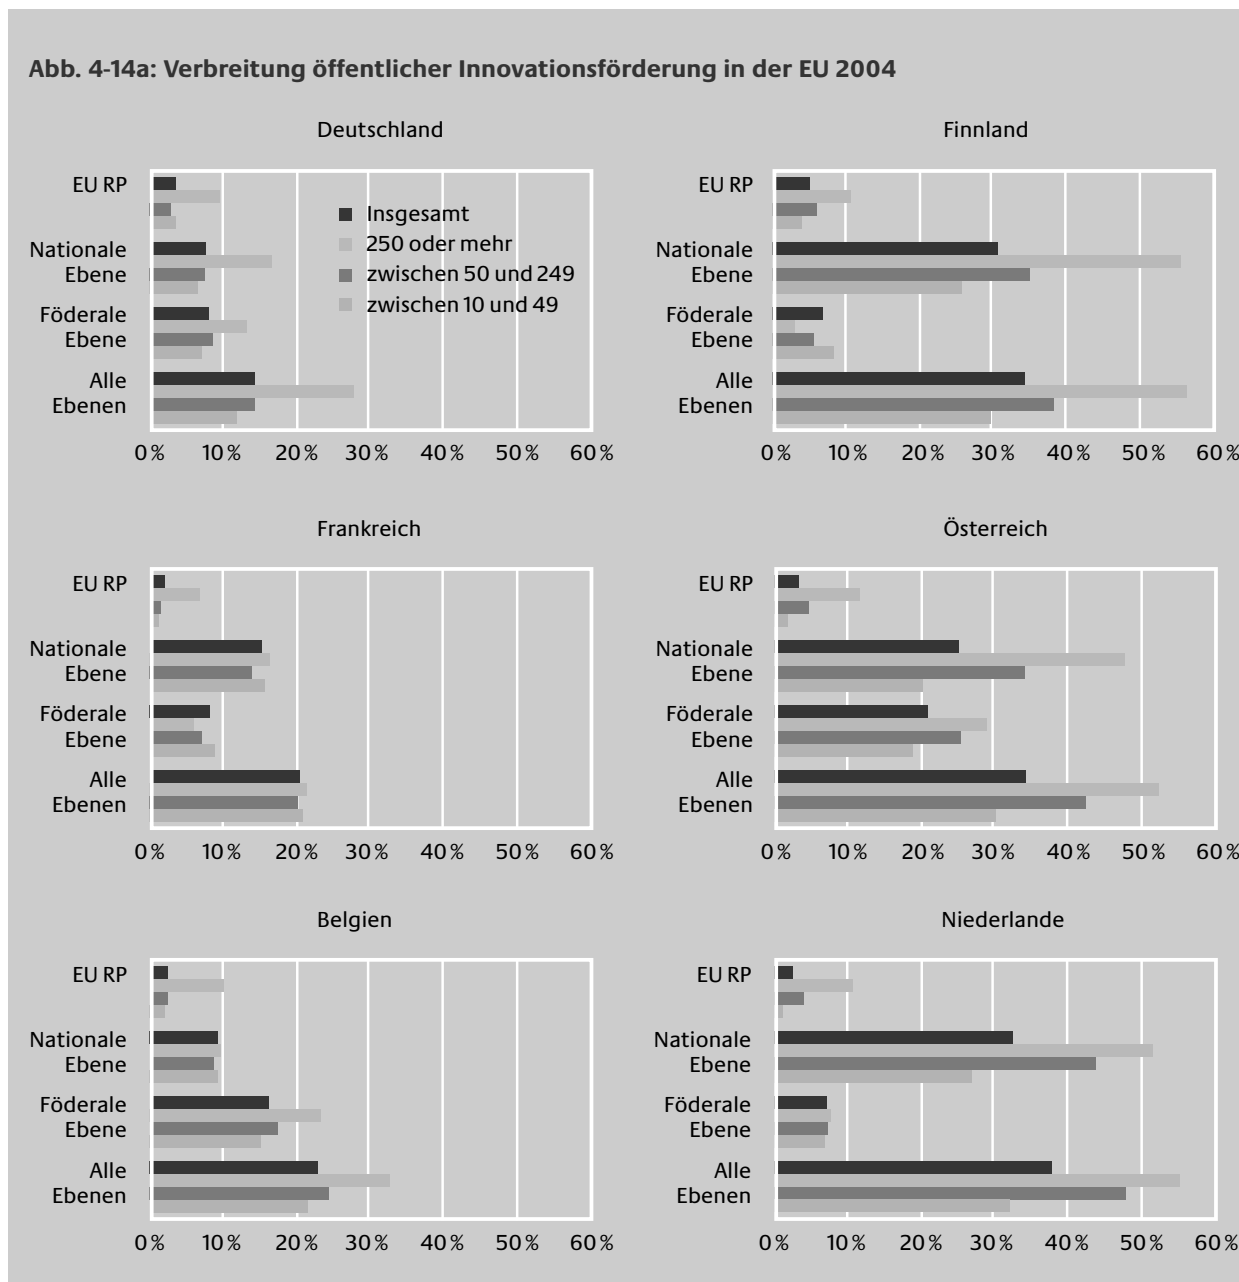 Abb. 4-14a: Verbreitung öffentlicher Innovationsförderung in der EU 2004
Deutschland
EU RP
Nationale
Ebene
Föderale
Ebene
Alle
Ebenen
Insgesamt
250 oder mehr
zwischen 50 und 249
zwischen 10 und 49
0 % 10 % 20 % 30 % 40 % 50 % 60 %
Finnland
EU RP
Nationale
Ebene
Föderale
Ebene
Alle
Ebenen
0 % 10 % 20 % 30 % 40 % 50 % 60 %
Frankreich
EU RP
Nationale
Ebene
Föderale
Ebene
Alle
Ebenen
0 % 10 % 20 % 30 % 40 % 50 % 60 %
Österreich
EU RP
Nationale
Ebene
Föderale
Ebene
Alle
Ebenen
0 % 10 % 20 % 30 % 40 % 50 % 60 %
Belgien
EU RP
Nationale
Ebene
Föderale
Ebene
Alle
Ebenen
0 % 10 % 20 % 30 % 40 % 50 % 60 %
Niederlande
EU RP
Nationale
Ebene
Föderale
Ebene
Alle
Ebenen
0 % 10 % 20 % 30 % 40 % 50 % 60 %